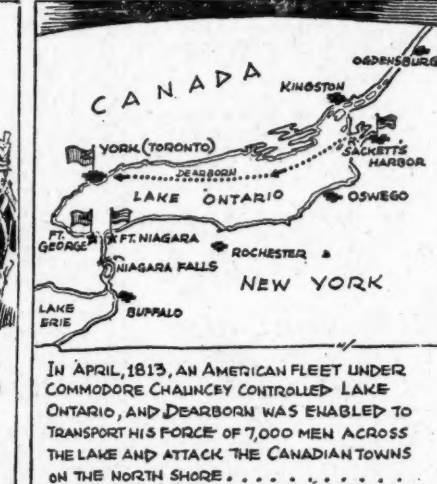 OGDENSBURG
KINGSTON
CANADA
YORK (TORONTO)
SACKETT'S
HARBOR
DEARBORN
LAKE ONTARIO
OSWEGO
FT.
GEORGE
FT. NIAGARA
ROCHESTER
NIAGARA FALLS
NEW YORK
LAKE
ERIE
BUFFALO
IN APRIL, 1813, AN AMERICAN FLEET UNDER
COMMODORE CHAUNCEY CONTROLLED LAKE
ONTARIO, AND DEARBORN WAS ENABLED TO
TRANSPORT HIS FORCE OF 7,000 MEN ACROSS
THE LAKE AND ATTACK THE CANADIAN TOWNS
ON THE NORTH SHORE . . . . . . . .